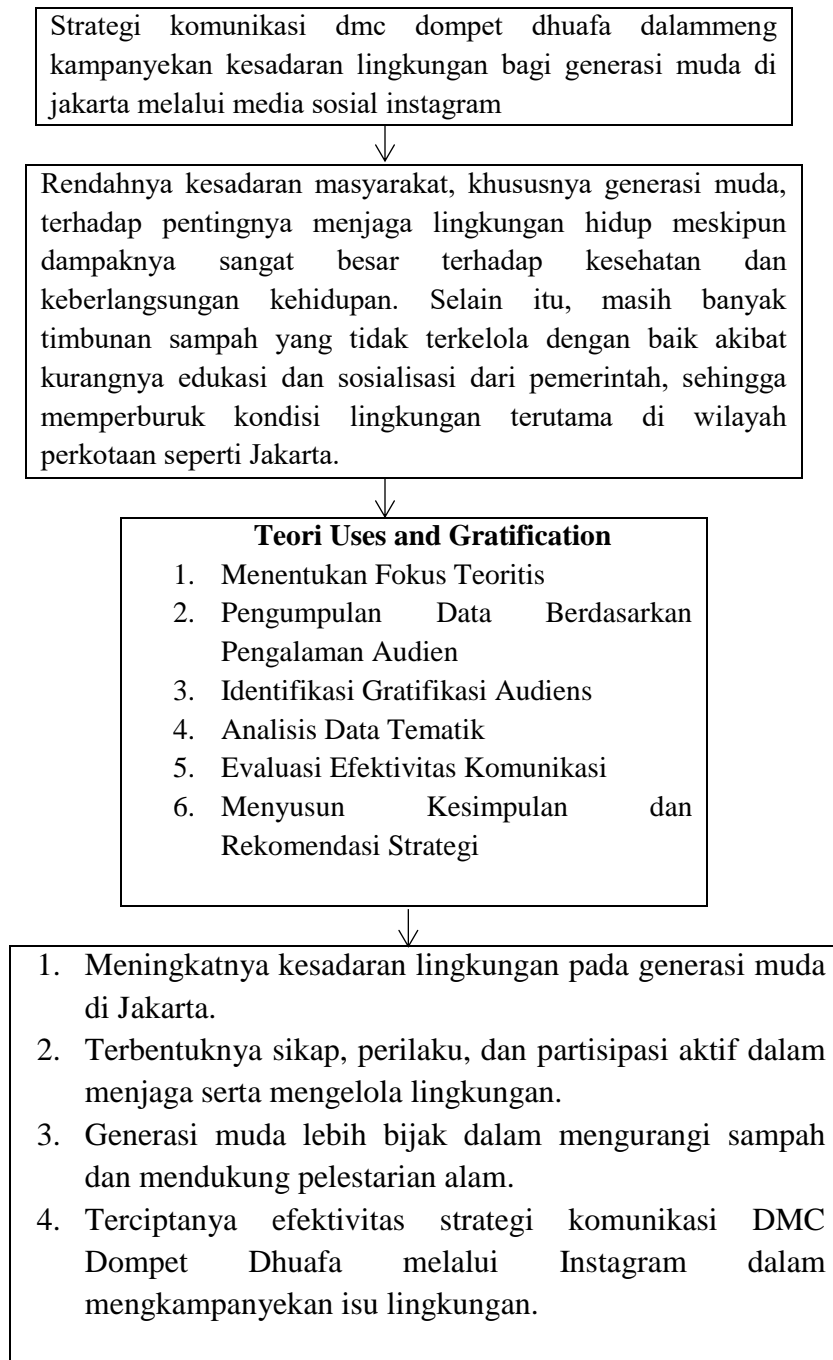 Strategi komunikasi dmc dompet dhuafa dalammeng
kampanyekan kesadaran lingkungan bagi generasi muda di
jakarta melalui media sosial instagram
Rendahnya kesadaran masyarakat, khususnya generasi muda,
terhadap pentingnya menjaga lingkungan hidup meskipun
dampaknya sangat besar terhadap kesehatan dan
keberlangsungan kehidupan. Selain itu, masih banyak
timbunan sampah yang tidak terkelola dengan baik akibat
kurangnya edukasi dan sosialisasi dari pemerintah, sehingga
memperburuk kondisi lingkungan terutama di wilayah
perkotaan seperti Jakarta.
Teori Uses and Gratification
1. Menentukan Fokus Teoritis
2. Pengumpulan Data Berdasarkan
Pengalaman Audien
3. Identifikasi Gratifikasi Audiens
4. Analisis Data Tematik
5. Evaluasi Efektivitas Komunikasi
6. Menyusun Kesimpulan dan
Rekomendasi Strategi
1. Meningkatnya kesadaran lingkungan pada generasi muda
di Jakarta.
2. Terbentuknya sikap, perilaku, dan partisipasi aktif dalam
menjaga serta mengelola lingkungan.
3. Generasi muda lebih bijak dalam mengurangi sampah
dan mendukung pelestarian alam.
4. Terciptanya efektivitas strategi komunikasi DMC
Dompet Dhuafa melalui Instagram dalam
mengkampanyekan isu lingkungan.